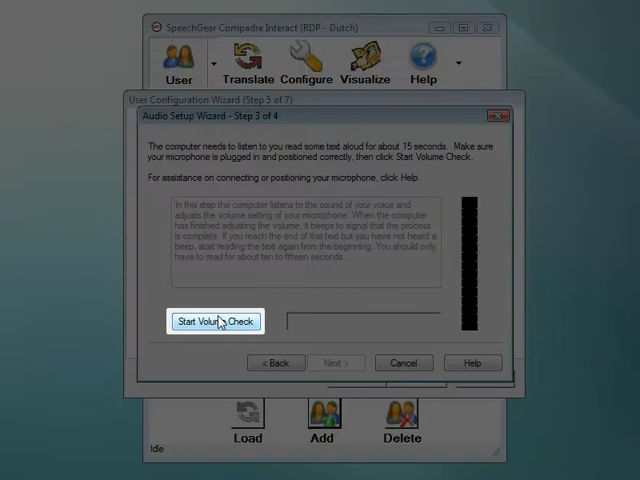 SpeechGear Compadre Interact (RDP - Dutch)
User Translate Configure Visualize Help
User Configuration Wizard (Step 5 of 7)
Audio Setup Wizard - Step 3 of 4
The computer needs to listen to you read some text aloud for about 15 seconds. Make sure
your microphone is plugged in and positioned correctly, then click Start Volume Check.
For assistance on connecting or positioning your microphone, click Help.
In this step the computer listens to the sound of your voice and
adjusts the volume setting of your microphone. When the computer
has finished adjusting the volume, it beeps to signal that the process
is complete. If you reach the end of this text but you have not heard a
beep, start reading the text again from the beginning. You should only
have to read for about ten to fifteen seconds.
Start Volume Check
< Back Next > Cancel Help
Load Add Delete
Idle